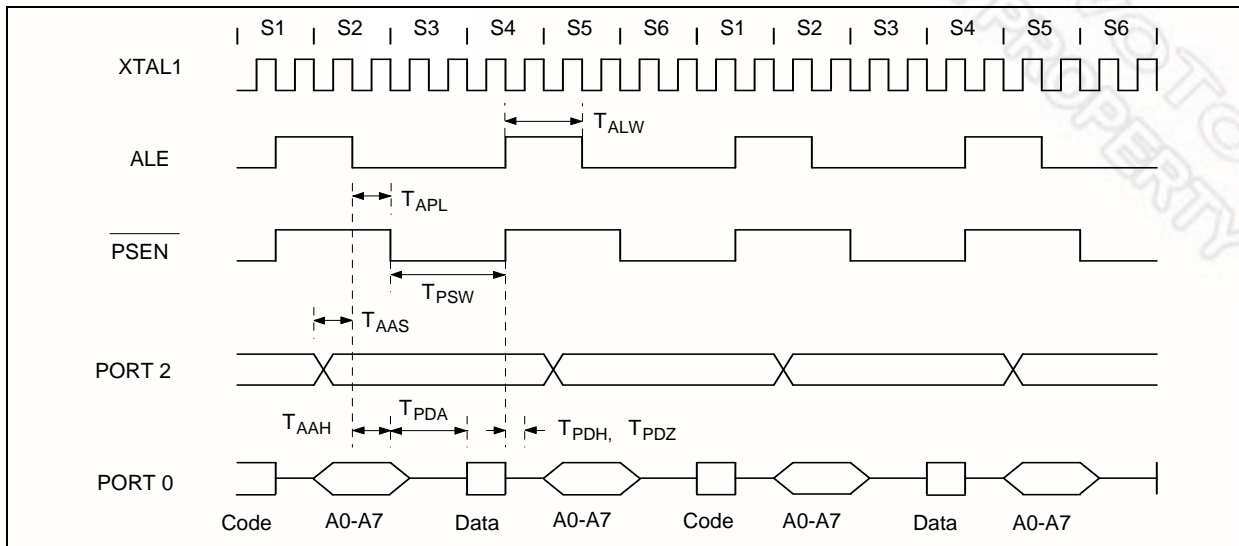 S1 S2 S3 S4 S5 S6 S1 S2 S3 S4 S5 S6
XTAL1
TALW
ALE
TAPL
PSEN
TPSW
TAAS
PORT 2
TAAH TPDA TPDH, TPDZ
PORT 0
Code A0-A7 Data A0-A7 Code A0-A7 Data A0-A7